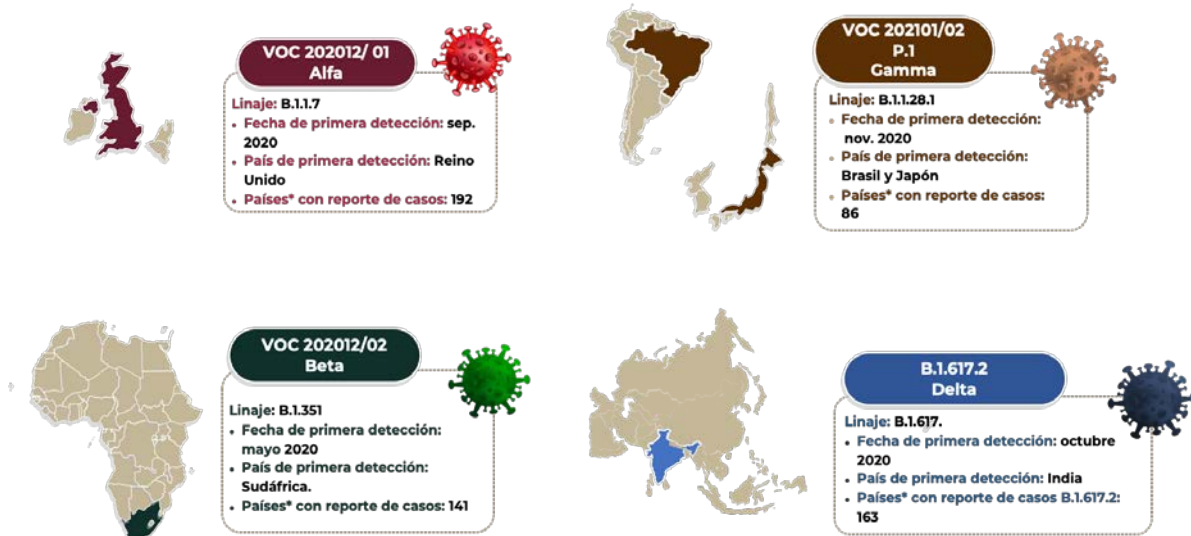 VOC 202012/ 01
Alfa
Linaje: B.1.1.7
• Fecha de primera detección: sep.
2020
• País de primera detección: Reino
Unido
• Países* con reporte de casos: 192
VOC 202101/02
P.1
Gamma
Linaje: B.1.1.28.1
• Fecha de primera detección:
nov. 2020
• País de primera detección:
Brasil y Japón
• Países* con reporte de casos:
86
VOC 202012/02
Beta
Linaje: B.1.351
• Fecha de primera detección:
mayo 2020
• País de primera detección:
Sudáfrica.
• Países* con reporte de casos: 141
B.1.617.2
Delta
Linaje: B.1.617.
• Fecha de primera detección: octubre
2020
• País de primera detección: India
• Países* con reporte de casos B.1.617.2:
163